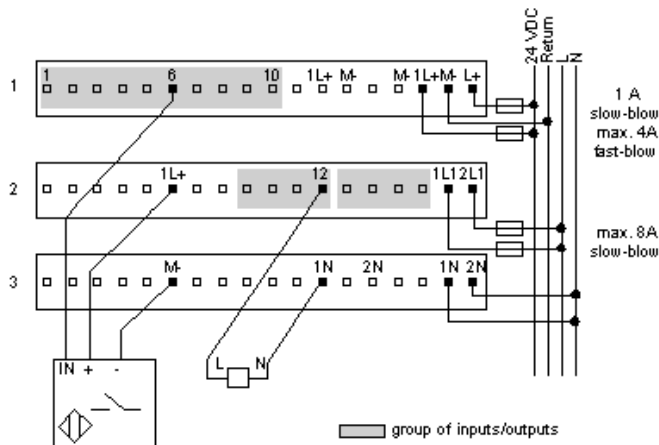 24 VDC
Return
L
N
1 6 10 1L+ M- M- 1L+ M- L+
1
1 A
slow-blow
max. 4A
fast-blow
1L+ 12 1L1 2L1
2
max. 8A
slow-blow
M- 1N 2N 1N 2N
3
IN + -
L N
group of inputs/outputs